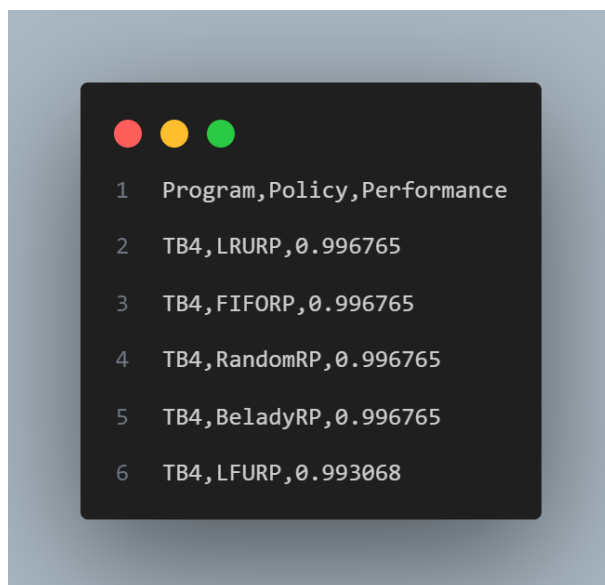 1 Program,Policy,Performance
2 TB4,LRURP,0.996765
3 TB4,FIFORP,0.996765
4 TB4,RandomRP,0.996765
5 TB4,BeladyRP,0.996765
6 TB4,LFURP,0.993068